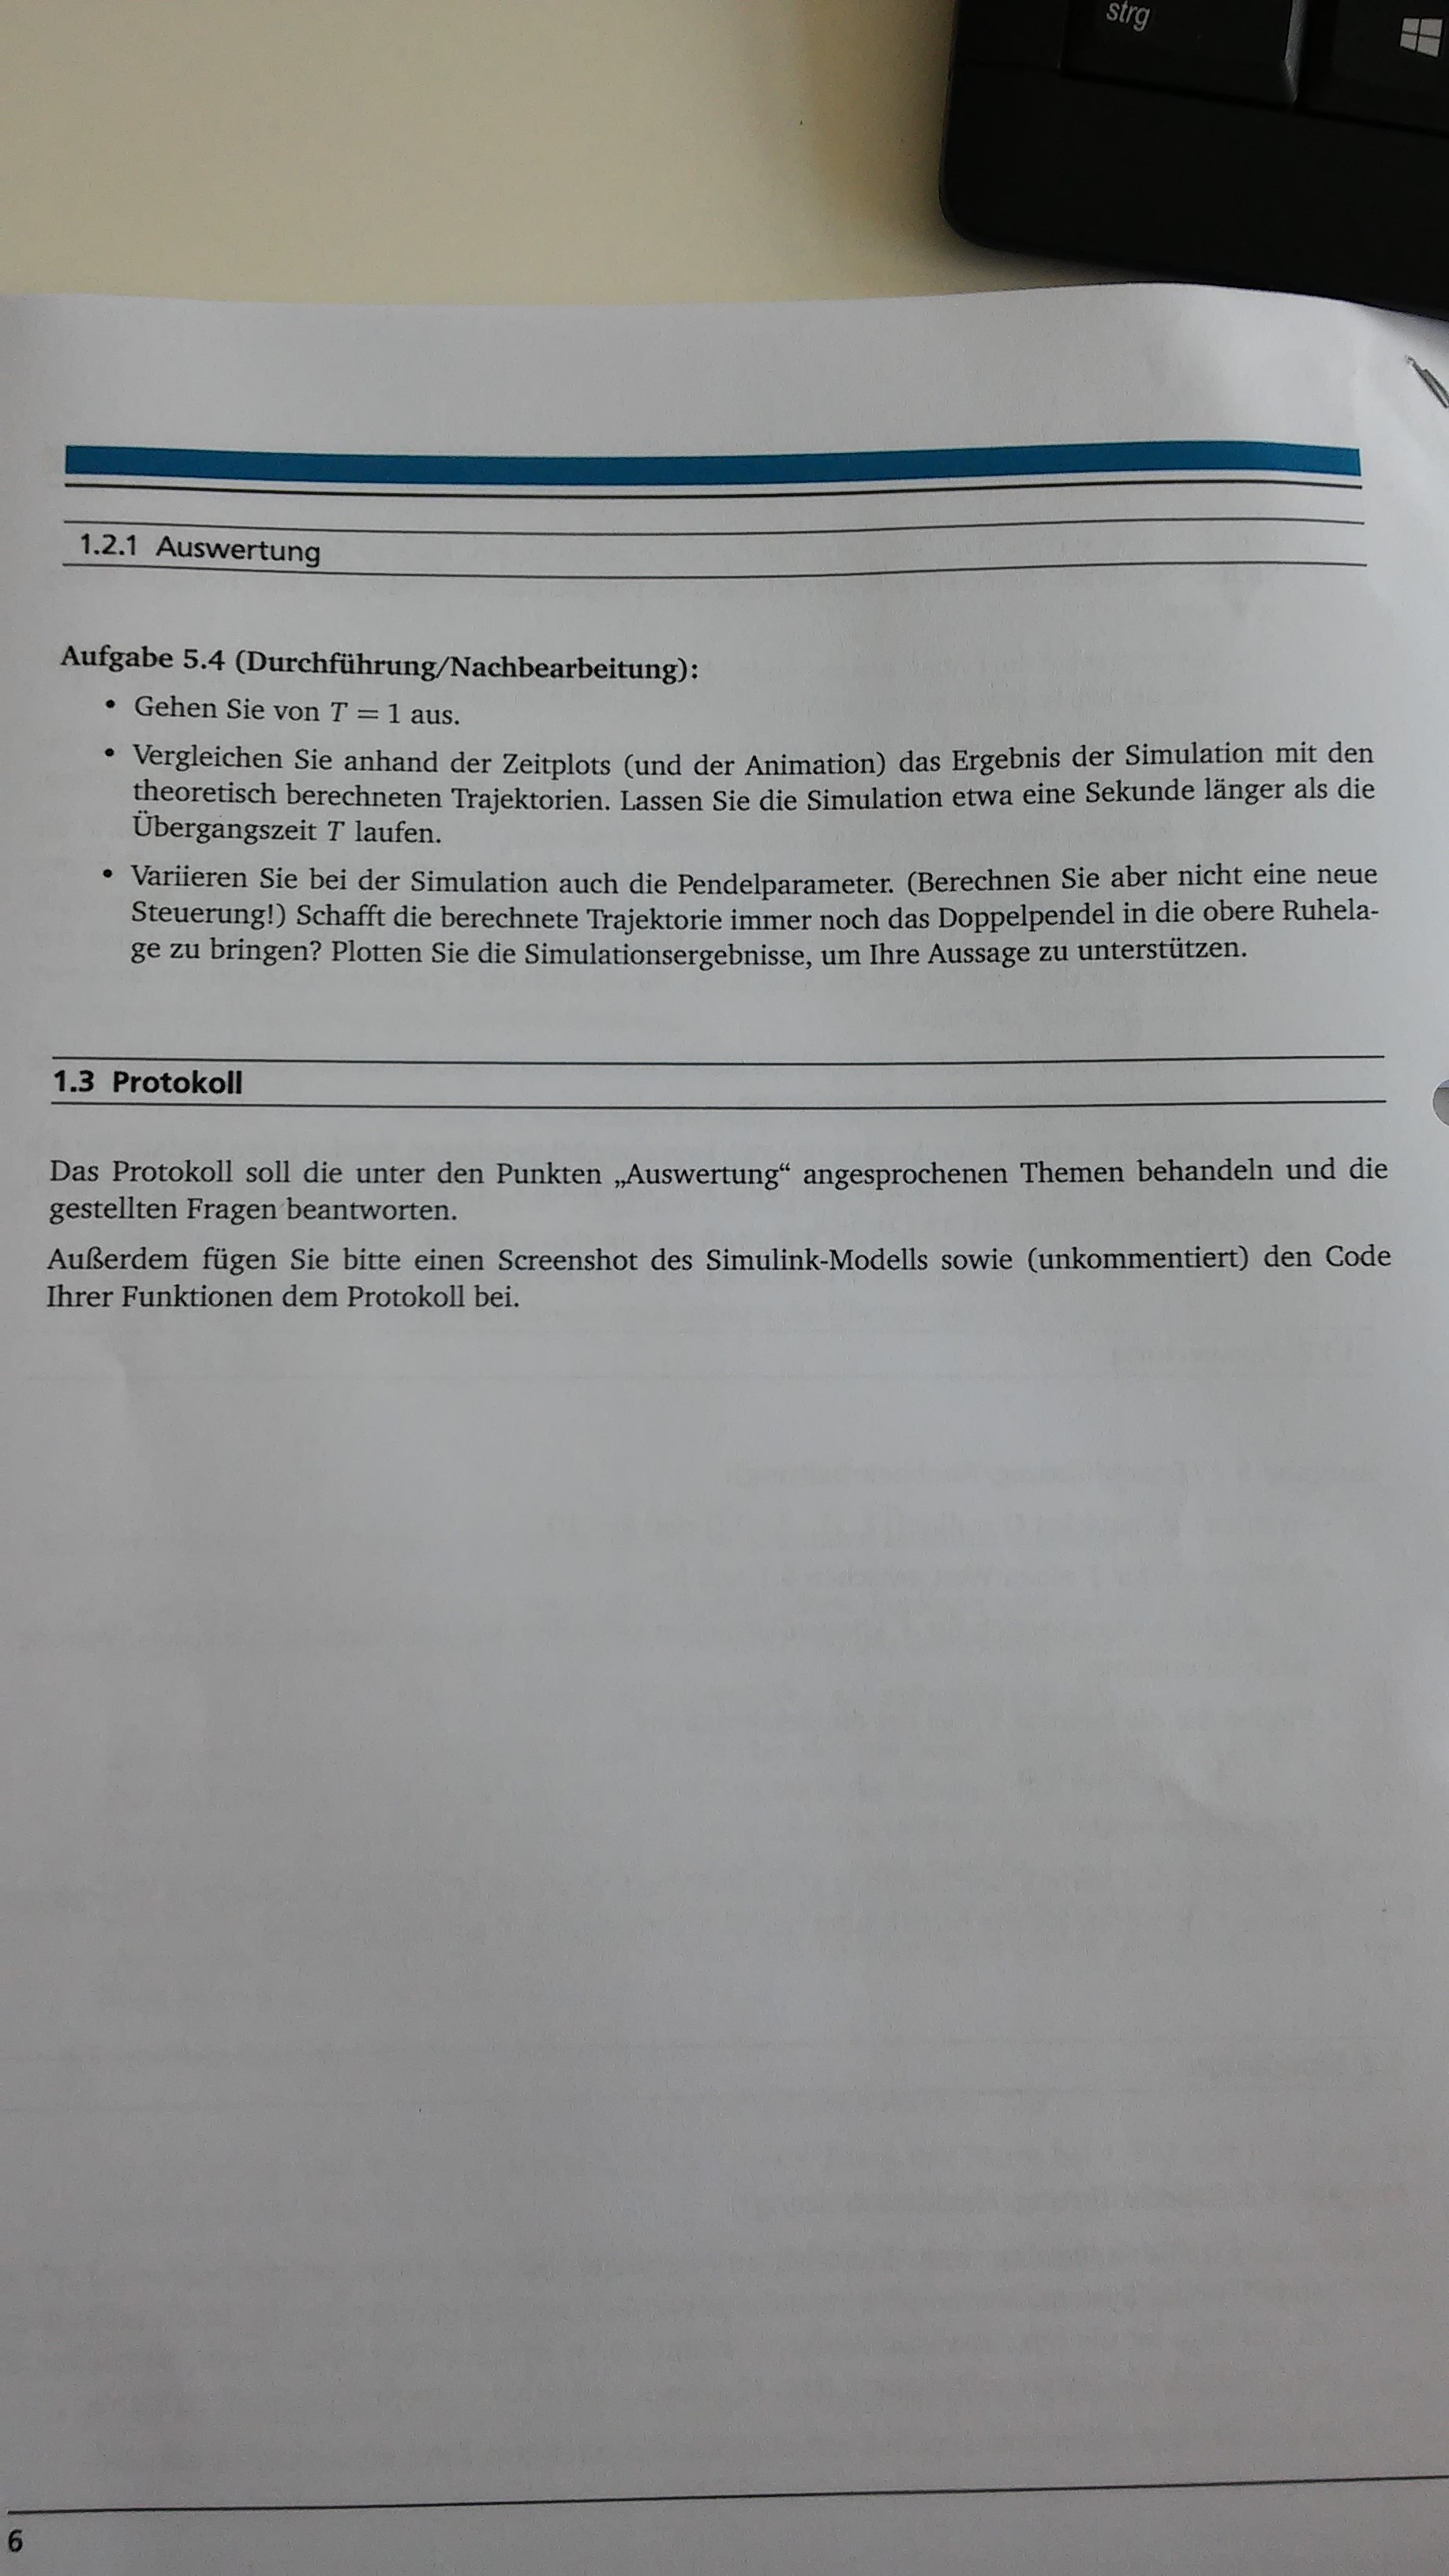 strg
1.2.1 Auswertung
Aufgabe 5.4 (Durchführung/Nachbearbeitung):
• Gehen Sie von T = 1 aus.
• Vergleichen Sie anhand der Zeitplots (und der Animation) das Ergebnis der Simulation mit den
theoretisch berechneten Trajektorien. Lassen Sie die Simulation etwa eine Sekunde länger als die
Übergangszeit T laufen.
• Variieren Sie bei der Simulation auch die Pendelparameter. (Berechnen Sie aber nicht eine neue
Steuerung!) Schafft die berechnete Trajektorie immer noch das Doppelpendel in die obere Ruhela-
ge zu bringen? Plotten Sie die Simulationsergebnisse, um Ihre Aussage zu unterstützen.
1.3 Protokoll
Das Protokoll soll die unter den Punkten „Auswertung“ angesprochenen Themen behandeln und die
gestellten Fragen beantworten.
Außerdem fügen Sie bitte einen Screenshot des Simulink-Modells sowie (unkommentiert) den Code
Ihrer Funktionen dem Protokoll bei.
6